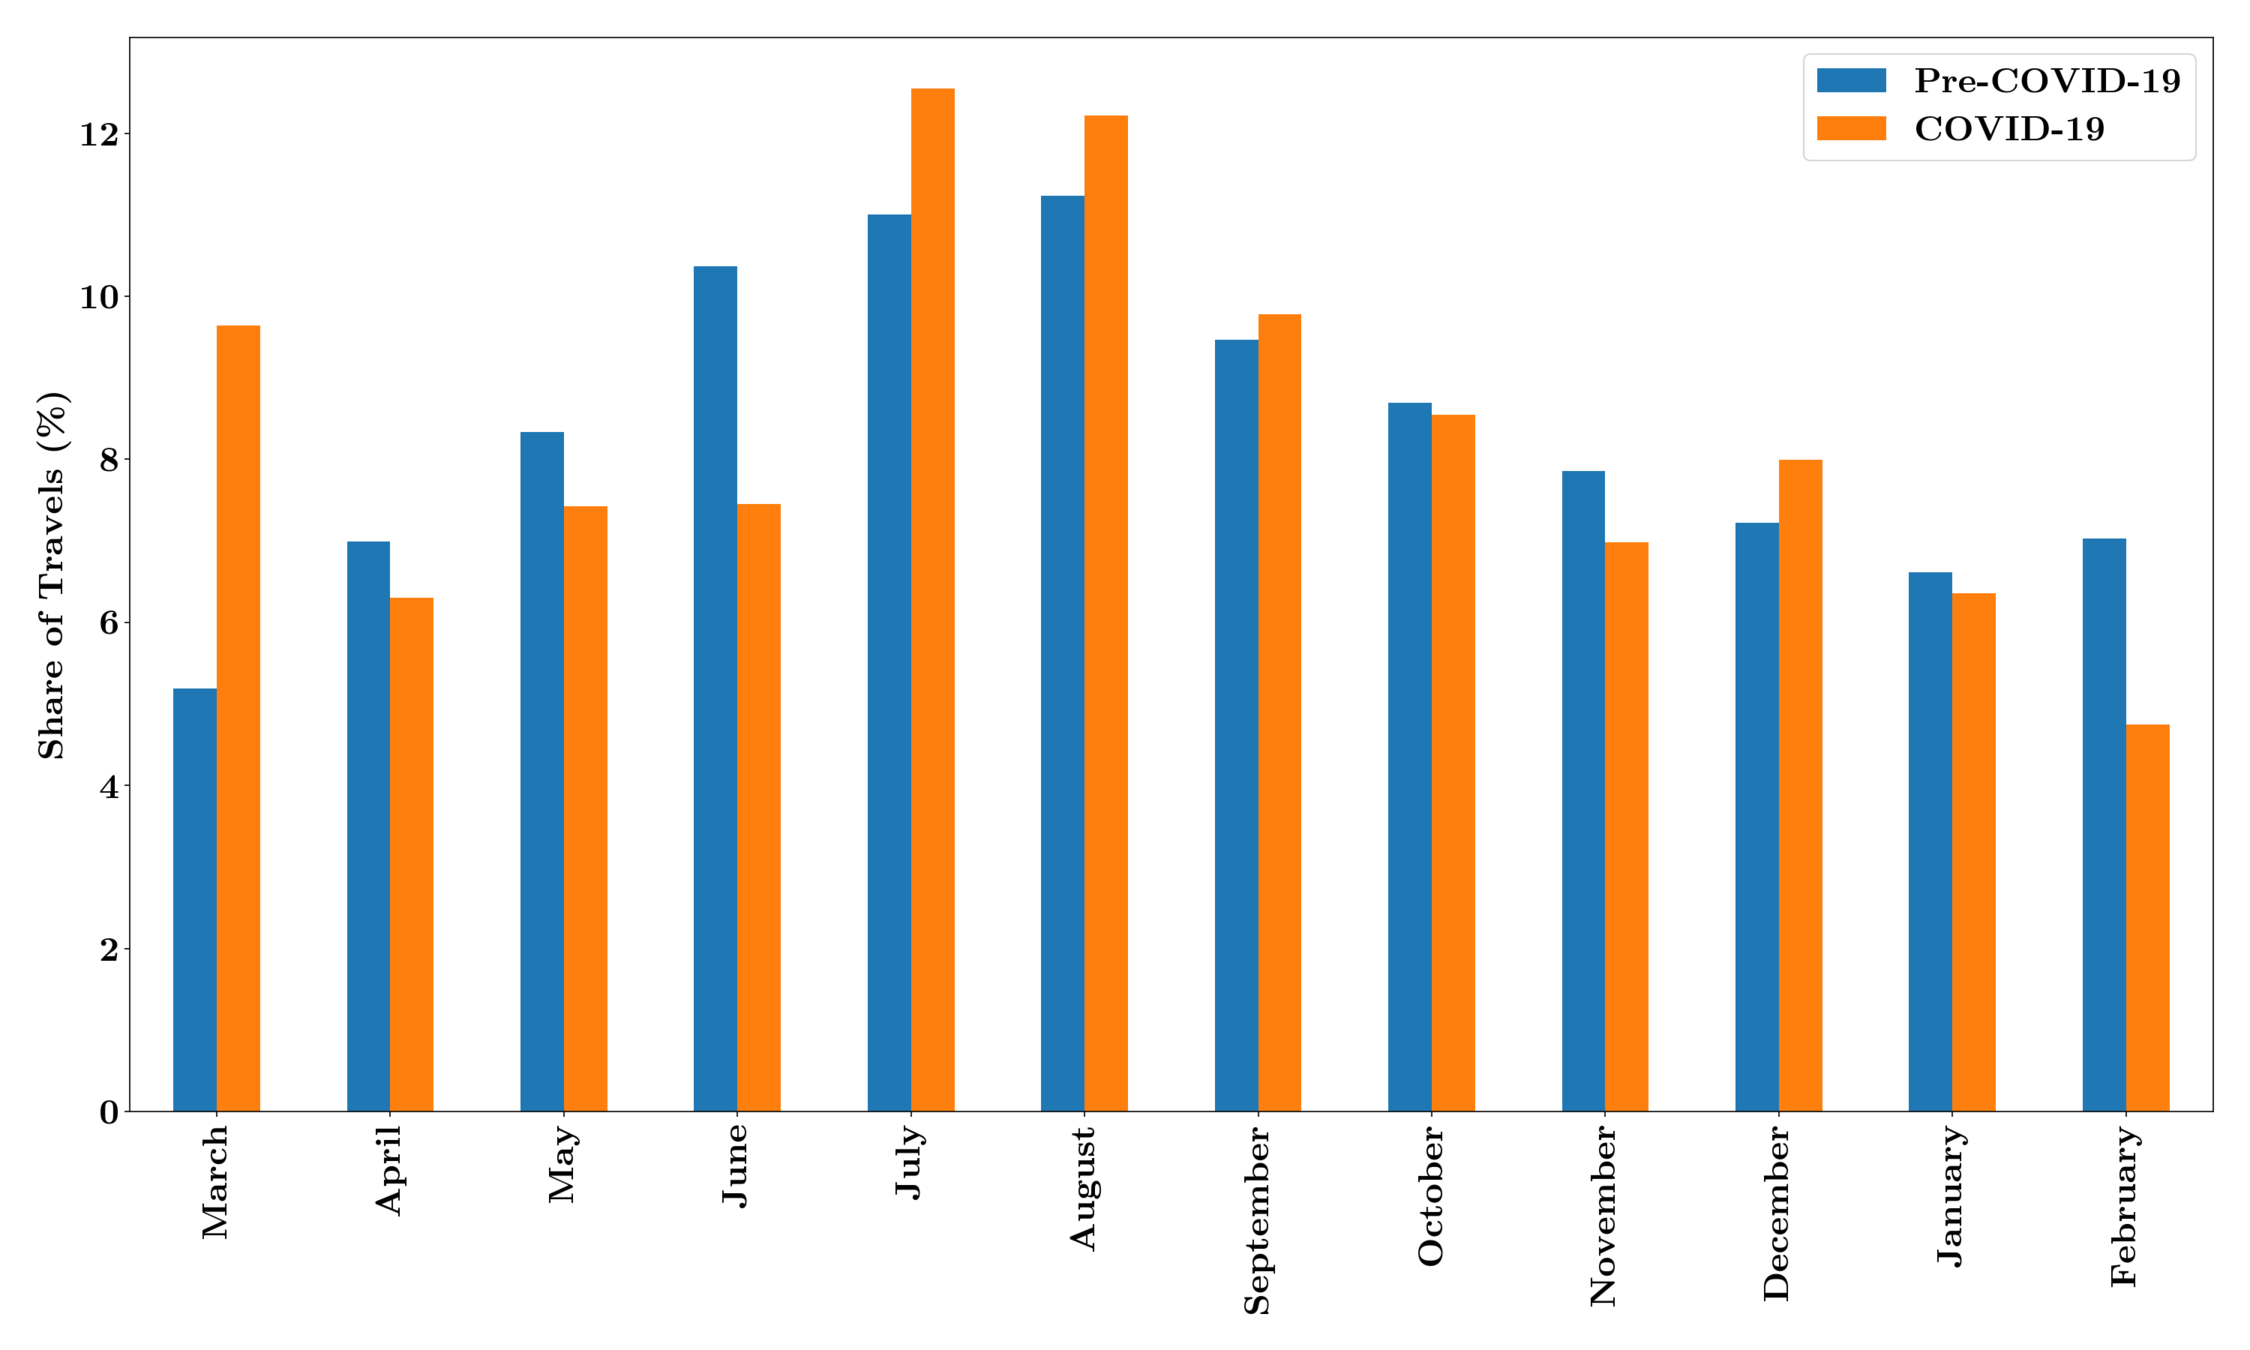 Pre-COVID-19
COVID-19
Share of Travels (%)
12
10
8
6
4
2
0
March
April
May
June
July
August
September
October
November
December
January
February